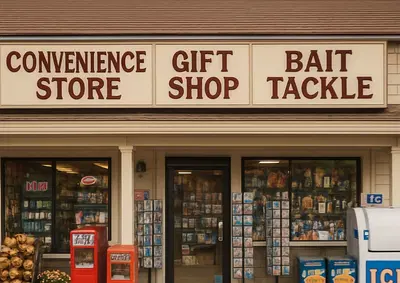 CONVENIENCE
STORE
GIFT
SHOP
BAIT
TACKLE
ICE